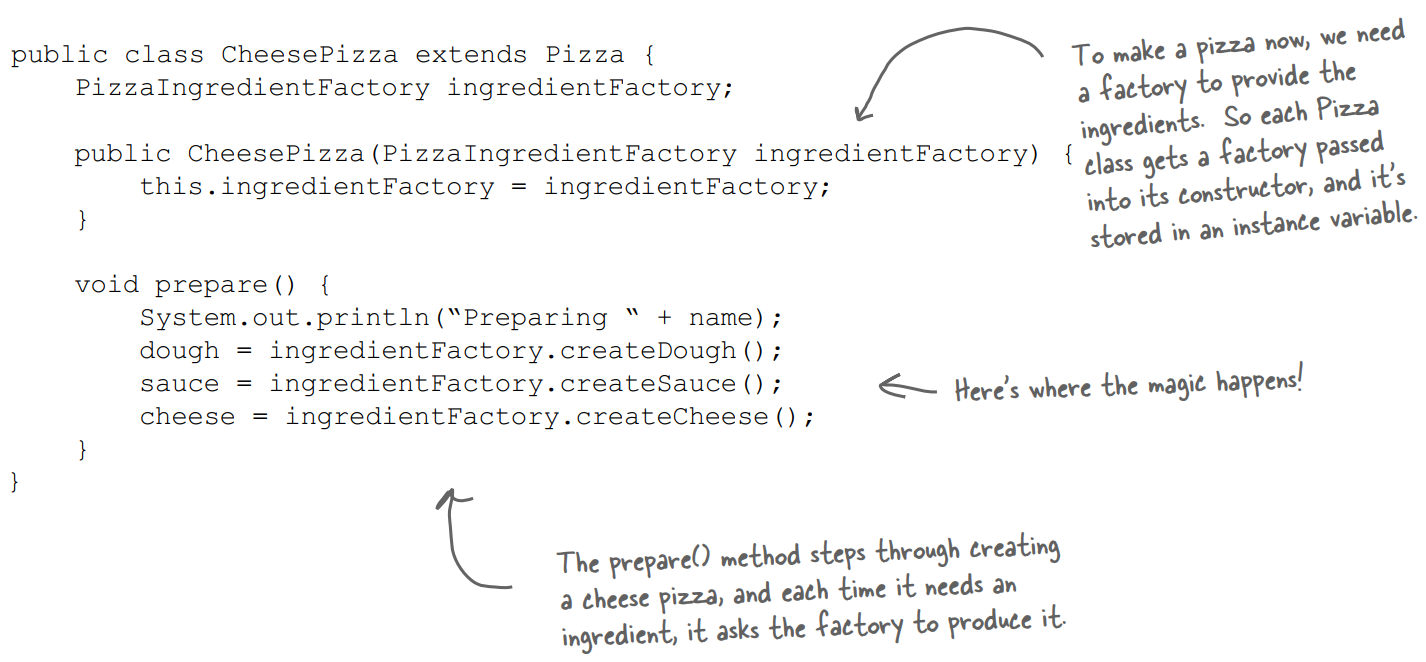 public class CheesePizza extends Pizza {
PizzaIngredientFactory ingredientFactory;
public CheesePizza(PizzaIngredientFactory ingredientFactory) {
this.ingredientFactory = ingredientFactory;
}
void prepare() {
System.out.println(“Preparing “ + name);
dough = ingredientFactory.createDough();
sauce = ingredientFactory.createSauce();
cheese = ingredientFactory.createCheese();
}
}
To make a pizza now, we need
a factory to provide the
ingredients. So each Pizza
class gets a factory passed
into its constructor, and it’s
stored in an instance variable.
Here’s where the magic happens!
The prepare() method steps through creating
a cheese pizza, and each time it needs an
ingredient, it asks the factory to produce it.